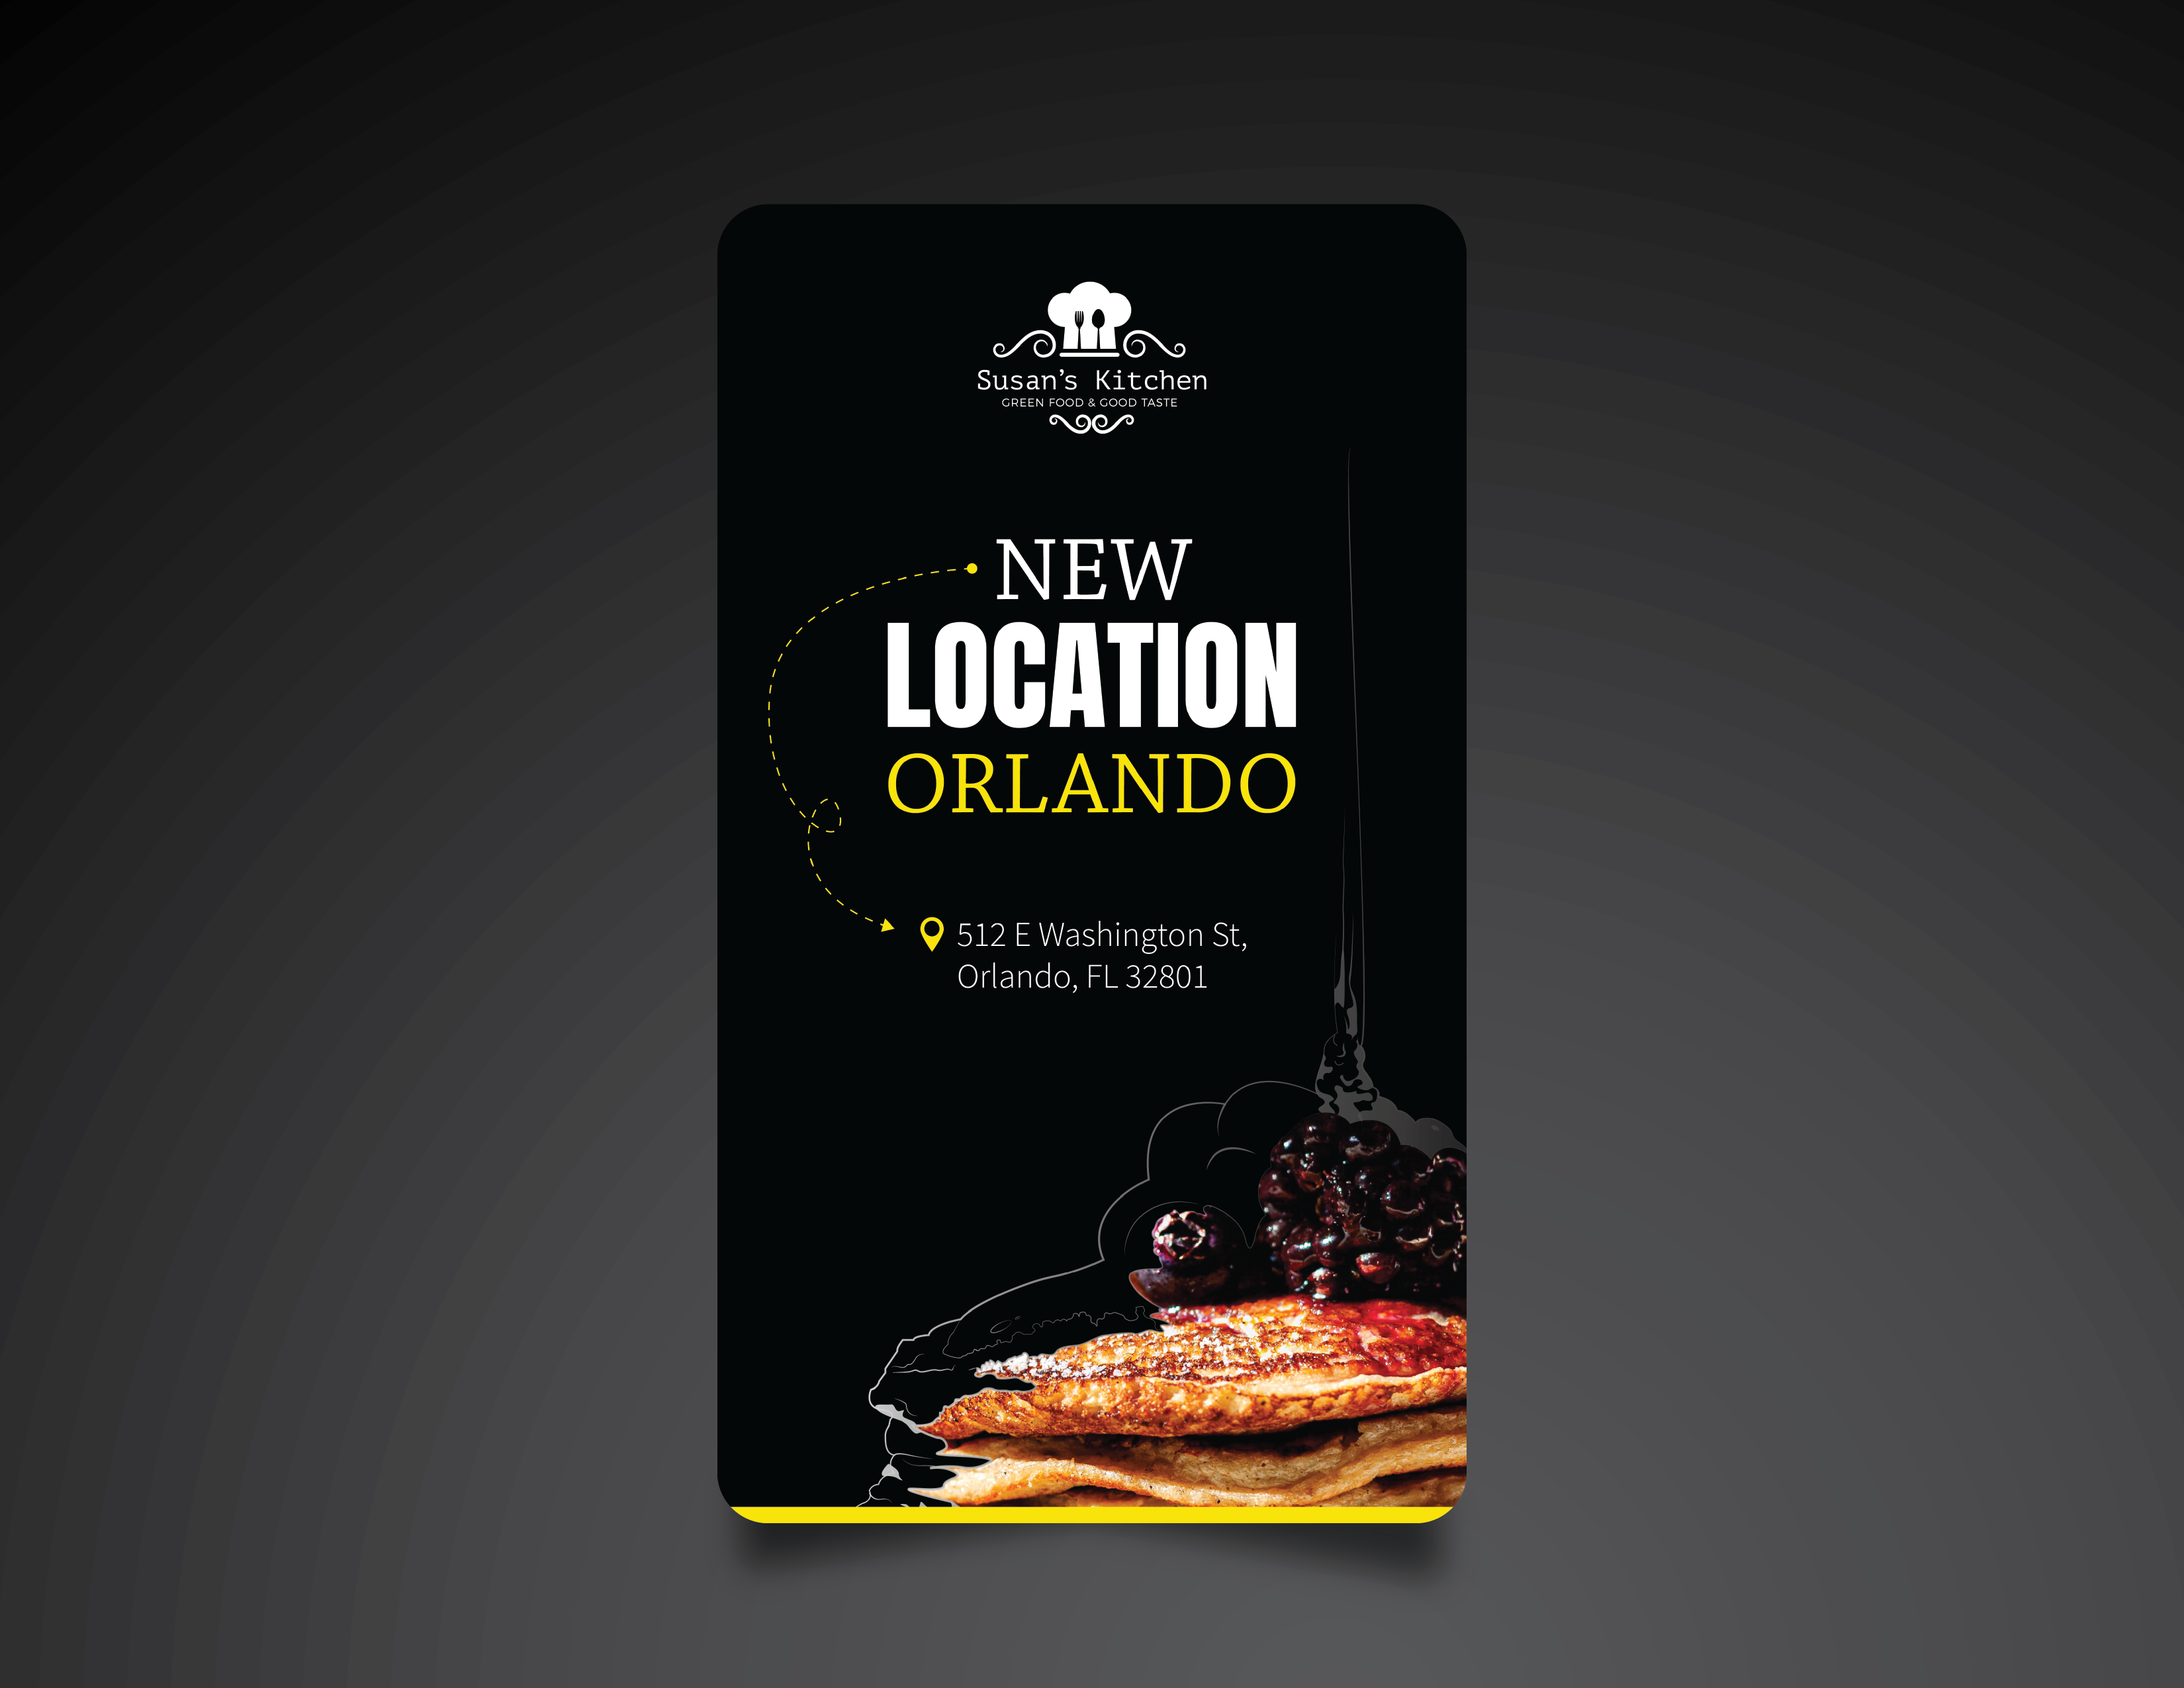 Susan's Kitchen
GREEN FOOD & GOOD TASTE
NEW
LOCATION
ORLANDO
512 E Washington St,
Orlando, FL 32801